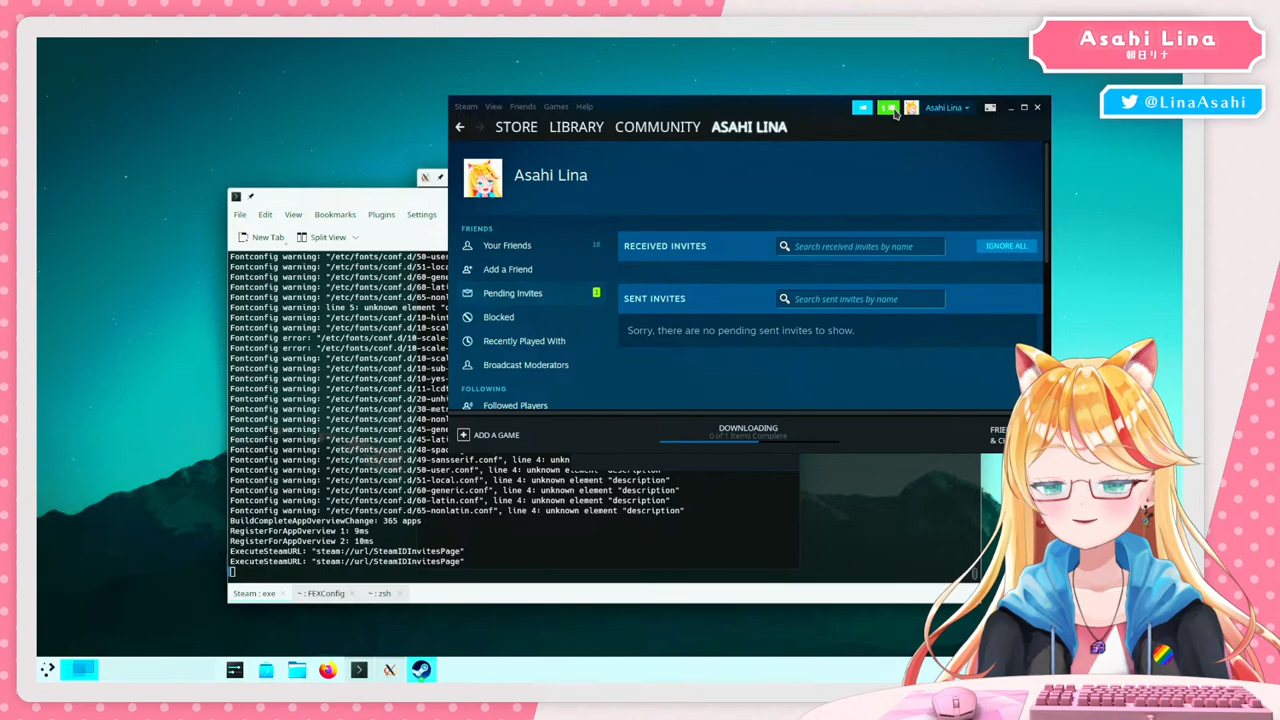 Asahi Lina
朝日リナ
@LinaAsahi
Steam View Friends Games Help
1
Asahi Lina
STORE LIBRARY COMMUNITY ASAHI LINA
Asahi Lina
FRIENDS
Your Friends 10
Add a Friend
Pending Invites 1
Blocked
Recently Played With
Broadcast Moderators
FOLLOWING
Followed Players
RECEIVED INVITES
Search received invites by name
IGNORE ALL
SENT INVITES
Search sent invites by name
Sorry, there are no pending sent invites to show.
ADD A GAME
DOWNLOADING
0 of 1 Items Complete
FRIE
& C
File Edit View Bookmarks Plugins Settings
New Tab Split View
Fontconfig warning: "/etc/fonts/conf.d/50-user
Fontconfig warning: "/etc/fonts/conf.d/51-loca
Fontconfig warning: "/etc/fonts/conf.d/60-gene
Fontconfig warning: "/etc/fonts/conf.d/60-lati
Fontconfig warning: "/etc/fonts/conf.d/65-nonl
Fontconfig warning: line 5: unknown element "d
Fontconfig warning: "/etc/fonts/conf.d/10-hint
Fontconfig warning: "/etc/fonts/conf.d/10-scal
Fontconfig error: "/etc/fonts/conf.d/10-scale-
Fontconfig error: "/etc/fonts/conf.d/10-scale-
Fontconfig warning: "/etc/fonts/conf.d/10-scal
Fontconfig warning: "/etc/fonts/conf.d/10-sub-
Fontconfig warning: "/etc/fonts/conf.d/10-yes-
Fontconfig warning: "/etc/fonts/conf.d/11-lcdf
Fontconfig warning: "/etc/fonts/conf.d/20-unhi
Fontconfig warning: "/etc/fonts/conf.d/30-metr
Fontconfig warning: "/etc/fonts/conf.d/40-nonl
Fontconfig warning: "/etc/fonts/conf.d/45-gene
Fontconfig warning: "/etc/fonts/conf.d/45-lati
Fontconfig warning: "/etc/fonts/conf.d/48-spac
Fontconfig warning: "/etc/fonts/conf.d/49-sansserif.conf", line 4: unkn
Fontconfig warning: "/etc/fonts/conf.d/50-user.conf", line 4: unknown element "description"
Fontconfig warning: "/etc/fonts/conf.d/51-local.conf", line 4: unknown element "description"
Fontconfig warning: "/etc/fonts/conf.d/60-generic.conf", line 4: unknown element "description"
Fontconfig warning: "/etc/fonts/conf.d/60-latin.conf", line 4: unknown element "description"
Fontconfig warning: "/etc/fonts/conf.d/65-nonlatin.conf", line 4: unknown element "description"
BuildCompleteAppOverviewChange: 365 apps
RegisterForAppOverview 1: 9ms
RegisterForAppOverview 2: 10ms
ExecuteSteamURL: "steam://url/SteamIDInvitesPage"
ExecuteSteamURL: "steam://url/SteamIDInvitesPage"
Steam : exe
~ : FEXConfig
~ : zsh